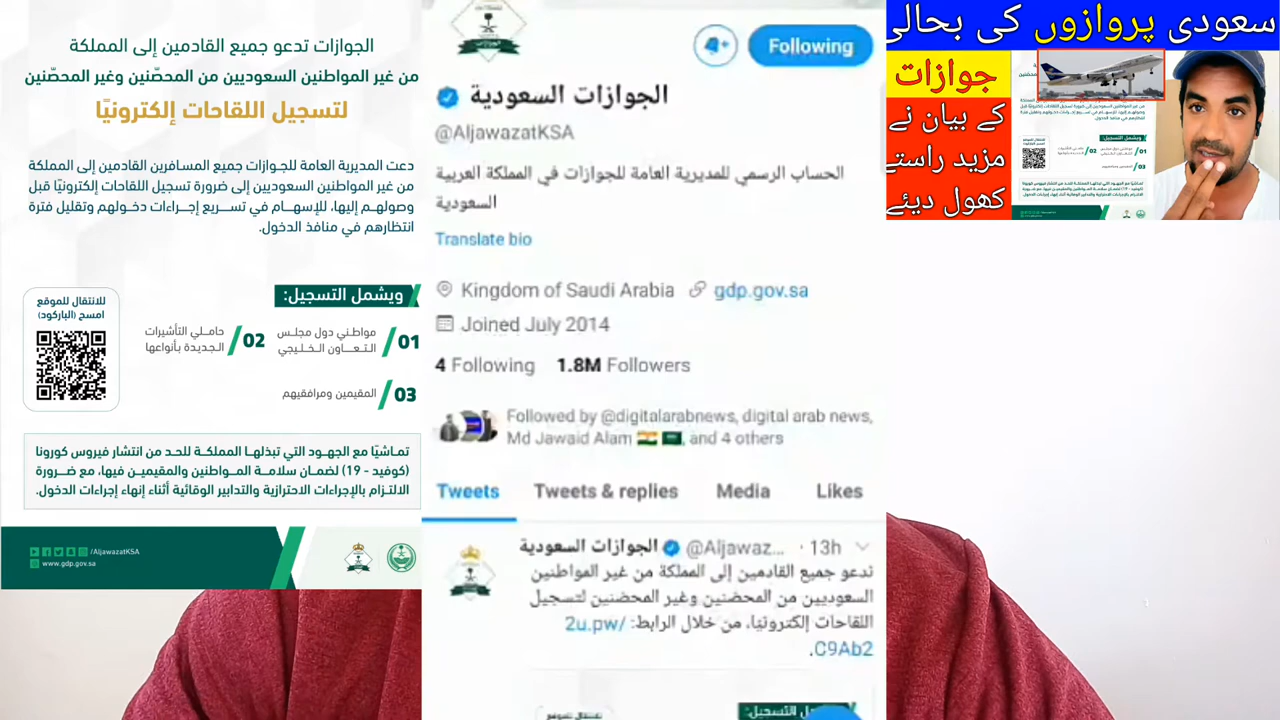 الجوازات تدعو جميع القادمين إلى المملكة
من غير المواطنين السعوديين من المحصّنين وغير المحصّنين
لتسجيل اللقاحات إلكترونيًا
المديرية العامة للجوازات جميع المسافرين القادمين إلى المملكة
من غير المواطنين السعوديين إلى ضرورة تسجيل اللقاحات إلكترونيًا قبل
وصولهم إليها، للإسهام في تسريع إجراءات دخولهم وتقليل فترة
انتظارهم في منافذ الدخول.
ويشمل التسجيل:
01 مواطني دول مجلس
التعاون الخليجي
02 حاملي التأشيرات
الجديدة بأنواعها
03 المقيمين ومرافقيهم
للانتقال للموقع
امسح (الباركود)
تماشيًا مع الجهود التي تبذلها المملكة للحد من انتشار فيروس كورونا
(كوفيد - 19) لضمان سلامة المواطنين والمقيمين فيها، مع ضرورة
الالتزام بالإجراءات الاحترازية والتدابير الوقائية أثناء إنهاء إجراءات الدخول.
/AljawazatKSA
www.gdp.gov.sa
Following
الجوازات السعودية
@AljawazatKSA
الحساب الرسمي للمديرية العامة للجوازات في المملكة العربية
السعودية
Translate bio
Kingdom of Saudi Arabia gdp.gov.sa
Joined July 2014
4 Following 1.8M Followers
Followed by @digitalarabnews, digital arab news,
Md Jawaid Alam 🇮🇳 🇸🇦, and 4 others
Tweets Tweets & replies Media Likes
الجوازات السعودية @Aljawaz... · 13h
تدعو جميع القادمين إلى المملكة من غير المواطنين
السعوديين من المحصنين وغير المحصنين لتسجيل
اللقاحات إلكترونيًا، من خلال الرابط: 2u.pw/
C9Ab2.
سعودی پروازوں کی بحالی
جوازات
کے بیان نے
مزید راستے
کھول دیئے
ويشمل التسجيل:
01
02
03